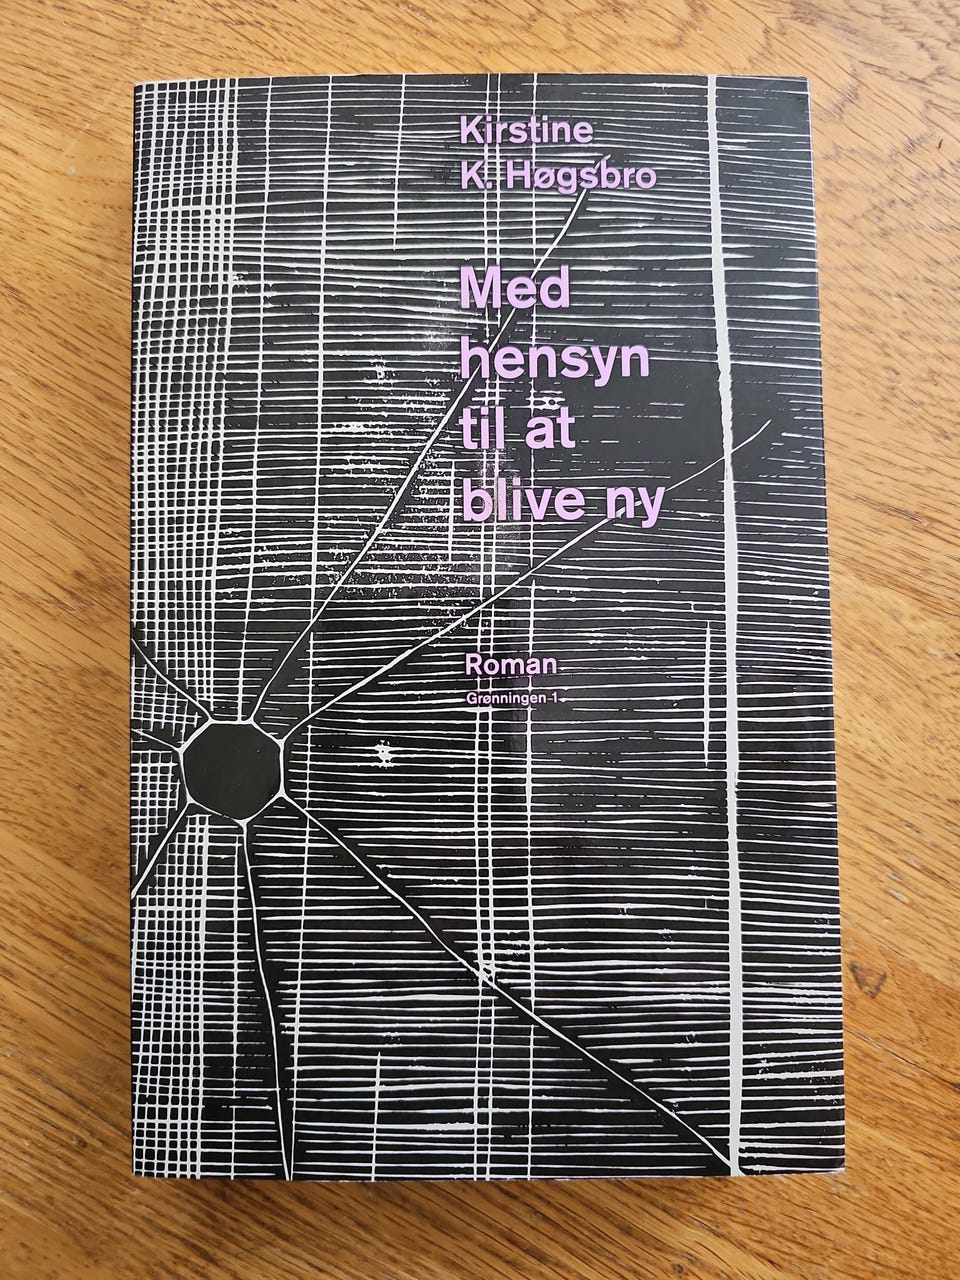 Kirstine
K. Høgsbro
Med
hensyn
til at
blive ny
Roman
Grønningen 1